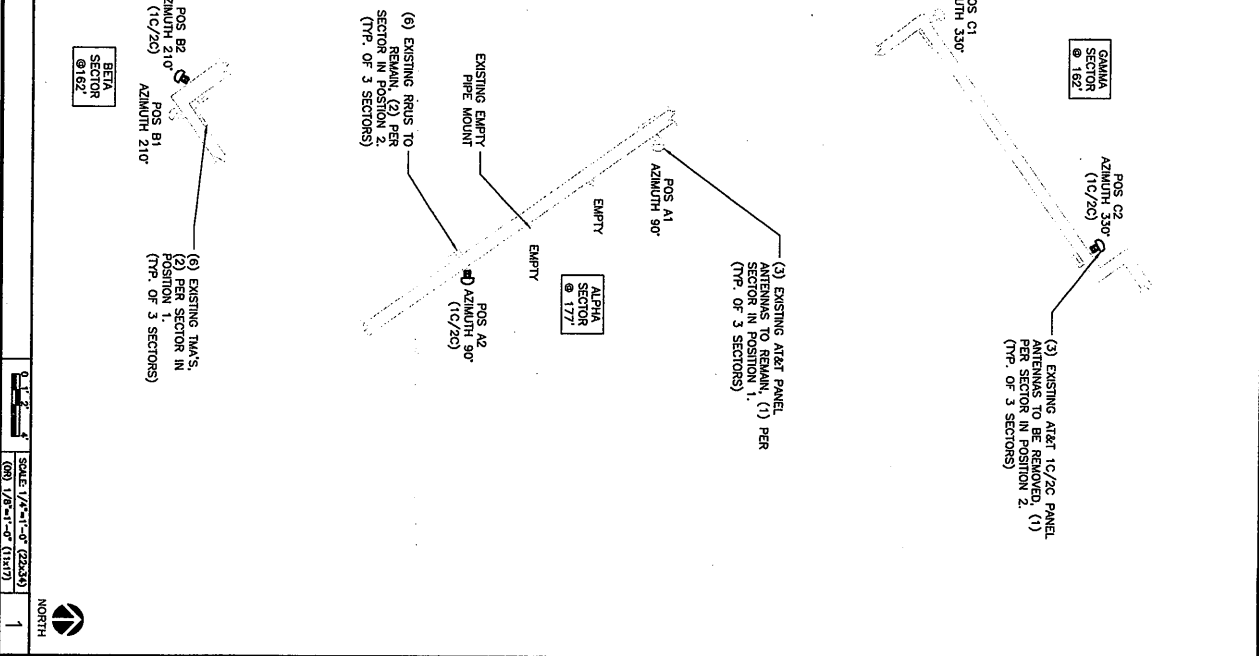 POS C1
330°
GAMMA
SECTOR
@ 162'
POS C2
AZIMUTH 330°
(1C/2C)
(3) EXISTING AT&T 1C/2C PANEL
ANTENNAS TO BE REMOVED, (1)
PER SECTOR IN POSITION 2.
(TYP. OF 3 SECTORS)
(3) EXISTING AT&T PANEL
ANTENNAS TO REMAIN, (1) PER
SECTOR IN POSITION 1.
(TYP. OF 3 SECTORS)
POS A1
AZIMUTH 90°
EMPTY
EMPTY
ALPHA
SECTOR
@ 177'
POS A2
AZIMUTH 90°
(1C/2C)
EXISTING EMPTY
PIPE MOUNT
(6) EXISTING RRUS TO
REMAIN, (2) PER
SECTOR IN POSTION 2.
(TYP. OF 3 SECTORS)
POS B2
AZIMUTH 210°
(1C/2C)
POS B1
AZIMUTH 210°
BETA
SECTOR
@162'
(6) EXISTING TMA'S,
(2) PER SECTOR IN
POSITION 1.
(TYP. OF 3 SECTORS)
0 1' 2' 4'
SCALE: 1/4"=1'-0" (22x34)
(OR) 1/8"=1'-0" (11x17)
1
NORTH